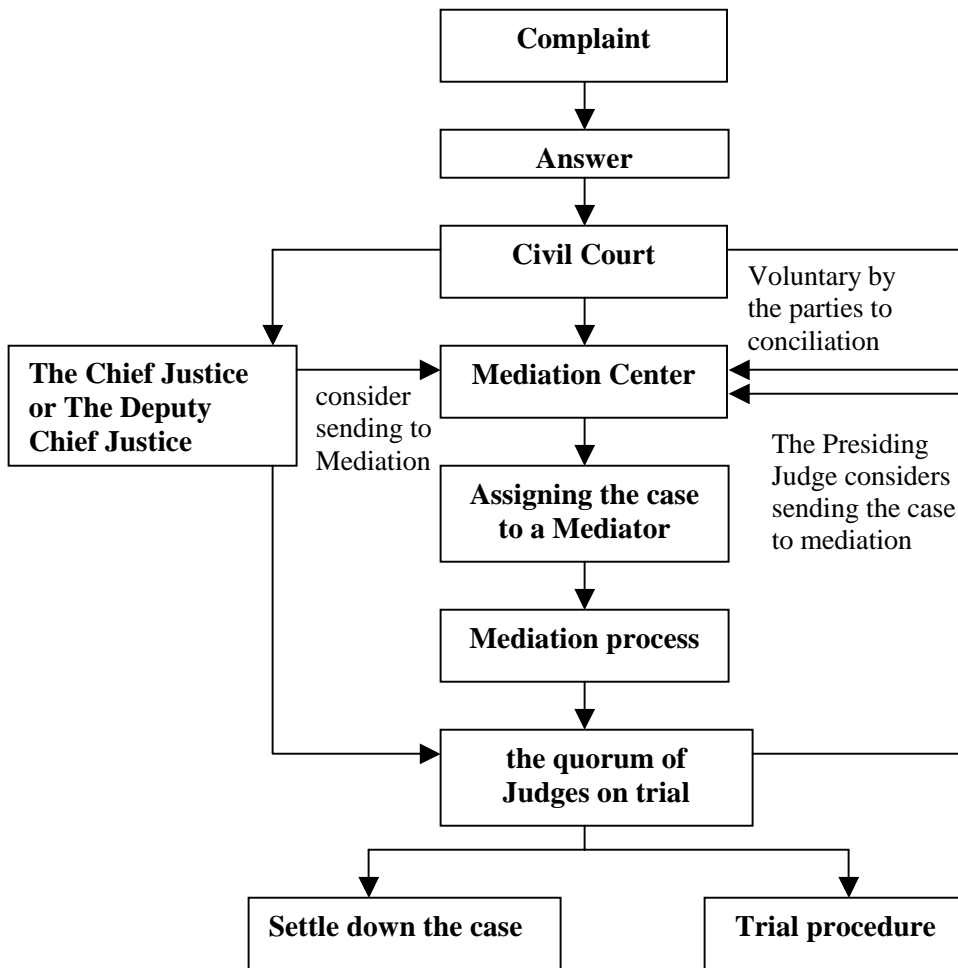 Complaint
Answer
Civil Court
Voluntary by
the parties to
conciliation
The Chief Justice
or The Deputy
Chief Justice
consider
sending to
Mediation
Mediation Center
The Presiding
Judge considers
sending the case
to mediation
Assigning the case
to a Mediator
Mediation process
the quorum of
Judges on trial
Settle down the case
Trial procedure